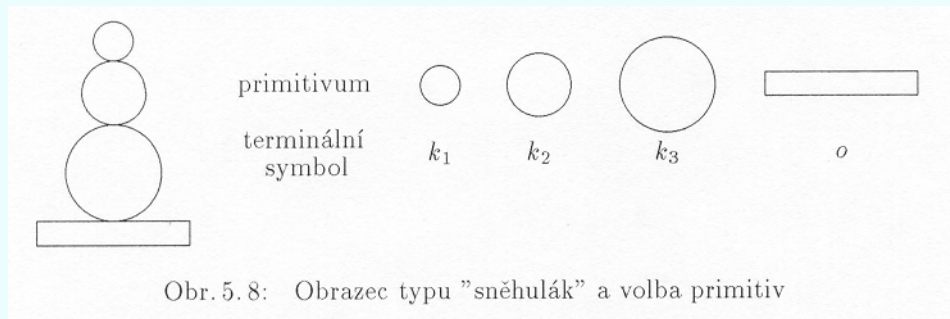 primitivum
terminální
symbol
k₁ k₂ k₃ o
Obr. 5. 8: Obrazec typu "sněhulák" a volba primitiv